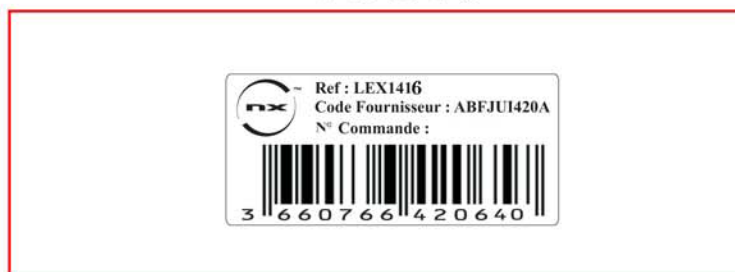 nx
Ref : LEX1416
Code Fournisseur : ABFJUI420A
N° Commande :
3 660766 420640